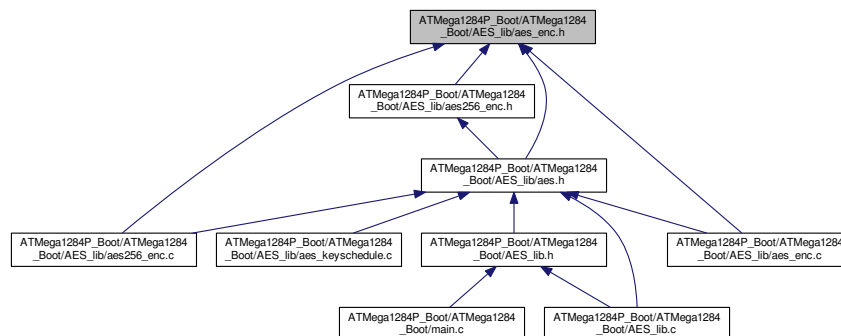 ATMega1284P_Boot/ATMega1284
_Boot/AES_lib/aes_enc.h
ATMega1284P_Boot/ATMega1284
_Boot/AES_lib/aes256_enc.h
ATMega1284P_Boot/ATMega1284
_Boot/AES_lib/aes.h
ATMega1284P_Boot/ATMega1284
_Boot/AES_lib/aes256_enc.c
ATMega1284P_Boot/ATMega1284
_Boot/AES_lib/aes_keyschedule.c
ATMega1284P_Boot/ATMega1284
_Boot/AES_lib.h
ATMega1284P_Boot/ATMega1284
_Boot/AES_lib/aes_enc.c
ATMega1284P_Boot/ATMega1284
_Boot/main.c
ATMega1284P_Boot/ATMega1284
_Boot/AES_lib.c